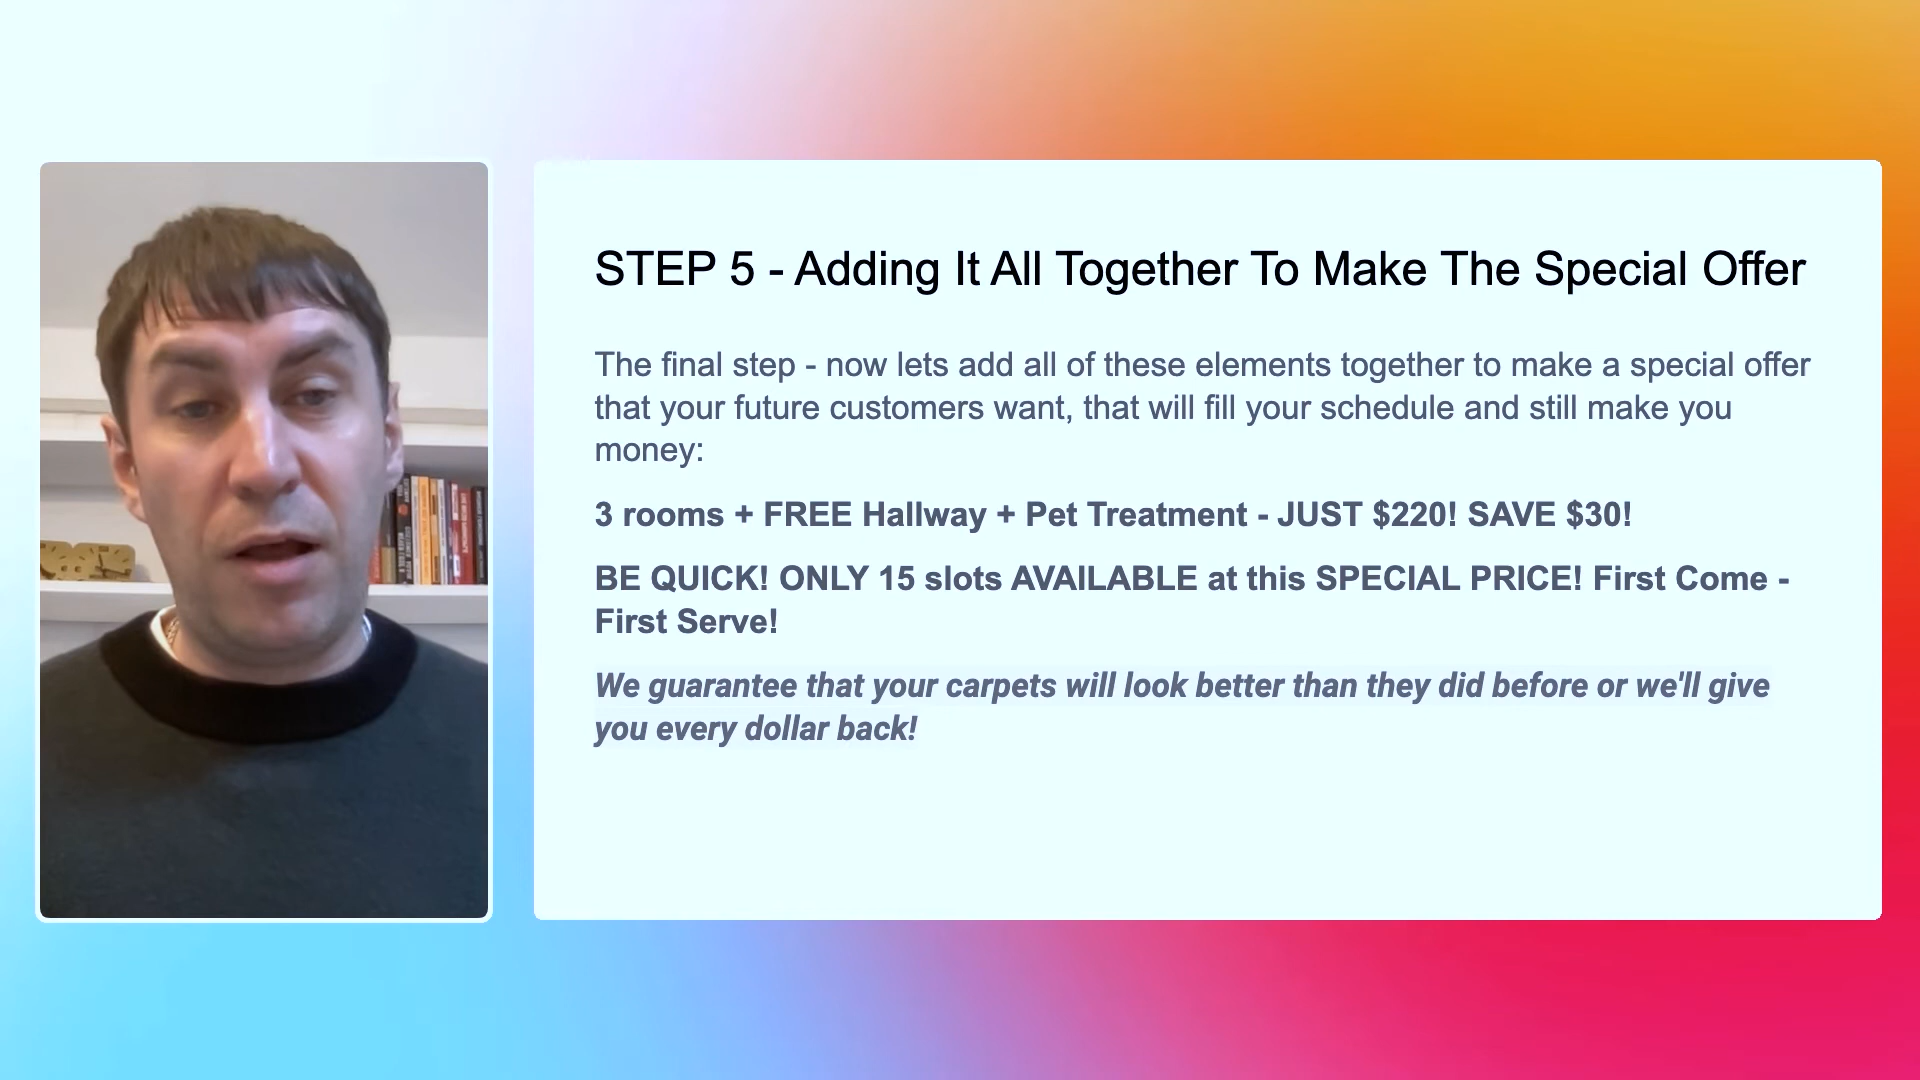 STEP 5 - Adding It All Together To Make The Special Offer
The final step - now lets add all of these elements together to make a special offer
that your future customers want, that will fill your schedule and still make you
money:
3 rooms + FREE Hallway + Pet Treatment - JUST $220! SAVE $30!
BE QUICK! ONLY 15 slots AVAILABLE at this SPECIAL PRICE! First Come -
First Serve!
We guarantee that your carpets will look better than they did before or we'll give
you every dollar back!